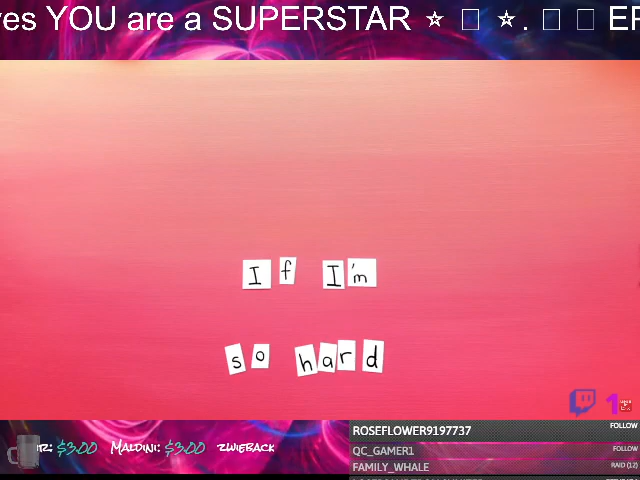 yes YOU are a SUPERSTAR ☆ ☆.
If I'm
so hard
$3.00 Maldini: $3.00 zwieback
ROSEFLOWER9197737 FOLLOW
QC_GAMER1 FOLLOW
FAMILY_WHALE RAID (12)